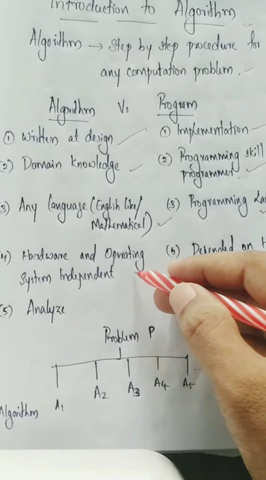 Introduction to Algorithm
Algorithm → Step by step procedure for
any computation problem.
Algorithm Vs Program
① Written at design ① Implementation
② Domain knowledge ② Programming skill
programmer
③ Any language (English like/ ③ Programming
Mathematical)
④ Hardware and Operating ④ Depended on
System Independent
⑤ Analyze
Problem P
A1 A2 A3 A4 A5
Algorithm